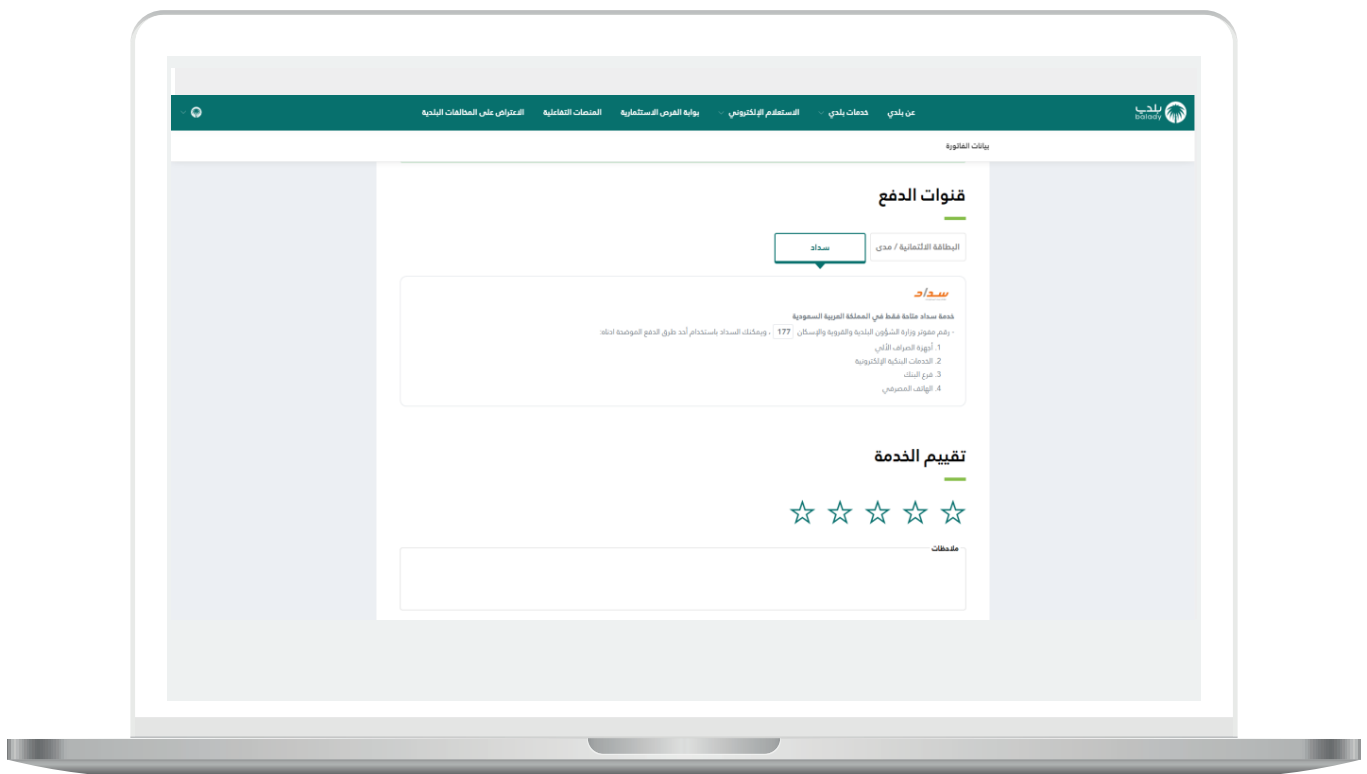 بلدي
balady
عن بلدي
خدمات بلدي
الاستعلام الإلكتروني
بوابة الفرص الاستثمارية
المنصات التفاعلية
الاعتراض على المخالفات البلدية
بيانات الفاتورة
قنوات الدفع
البطاقة الائتمانية / مدى
سداد
سداد
خدمة سداد متاحة فقط في المملكة العربية السعودية
- رقم مفوتر وزارة الشؤون البلدية والقروية والإسكان 177 ، ويمكنك السداد باستخدام أحد طرق الدفع الموضحة ادناه:
1. أجهزة الصراف الألي
2. الخدمات البنكية الإلكترونية
3. فرع البنك
4. الهاتف المصرفي
تقييم الخدمة
ملاحظات